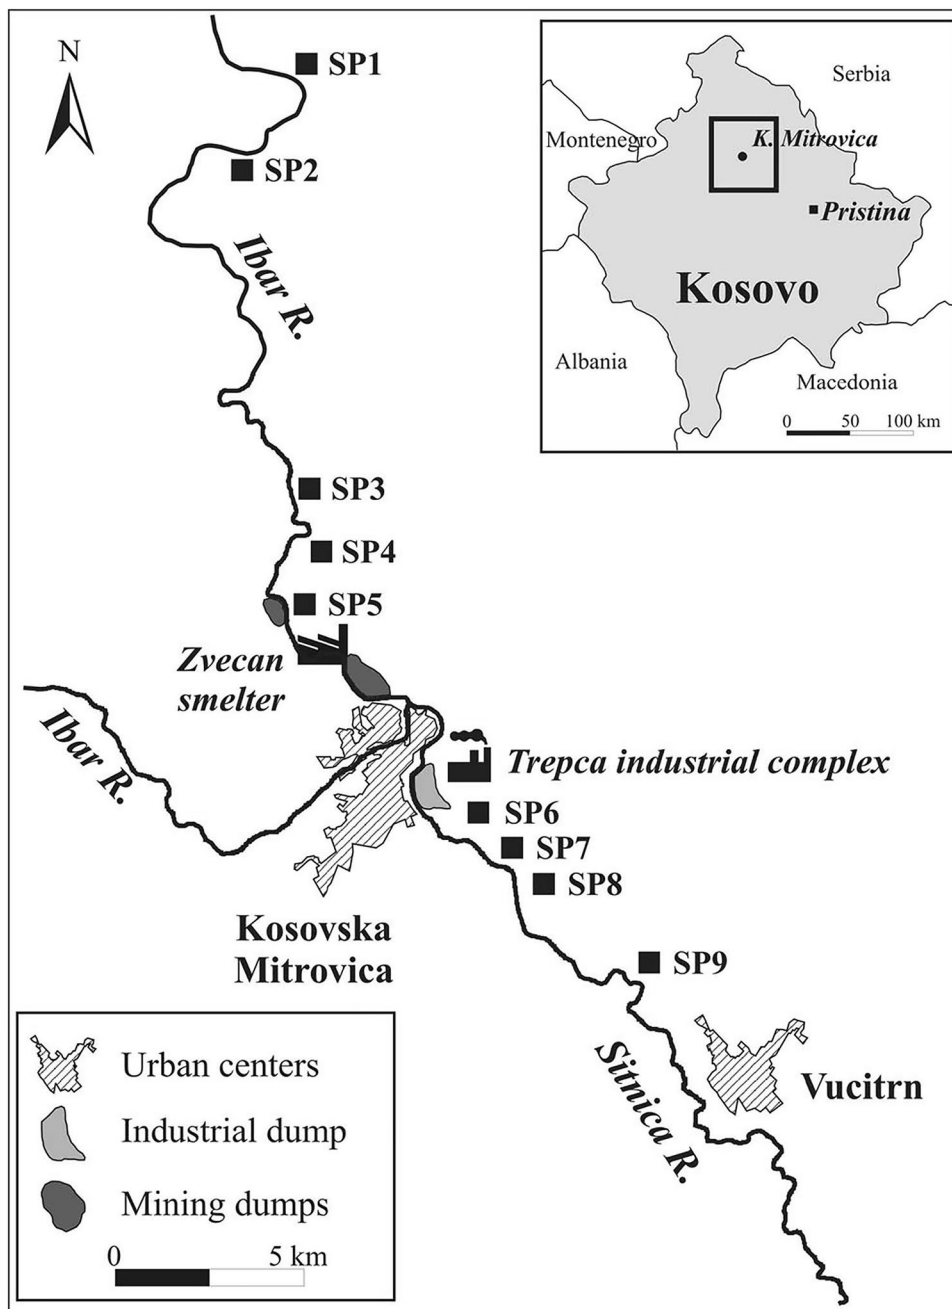 N
SP1
SP2
Ibar R.
SP3
SP4
SP5
Zvecan
smelter
Ibar R.
Trepca industrial complex
SP6
SP7
SP8
Kosovska
Mitrovica
SP9
Sitnica R.
Vucitrn
Serbia
Montenegro
K. Mitrovica
Pristina
Kosovo
Albania
Macedonia
0 50 100 km
Urban centers
Industrial dump
Mining dumps
0 5 km